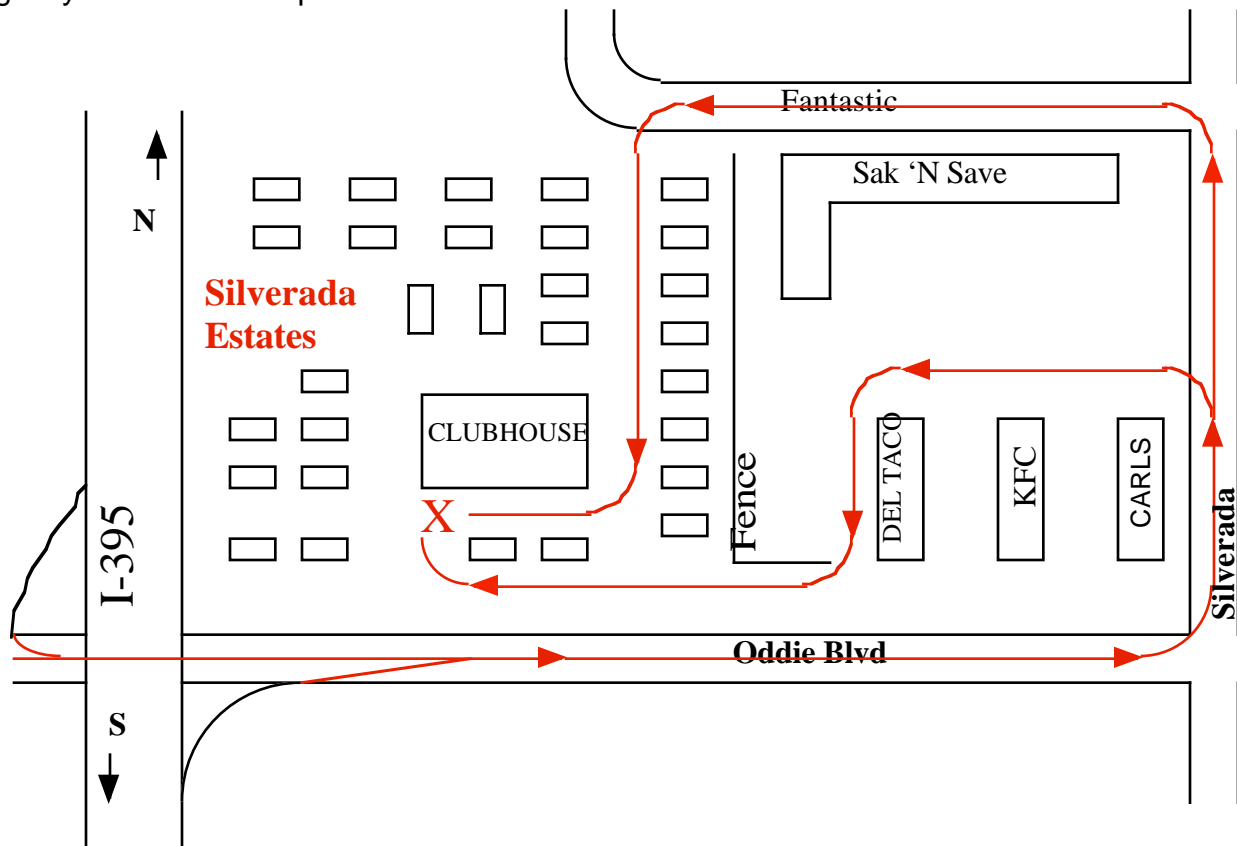 Fantastic
Sak ‘N Save
N
Silverada
Estates
CLUBHOUSE
DEL TACO
KFC
CARLS
X
Fence
I-395
Silverada
Oddie Blvd
S